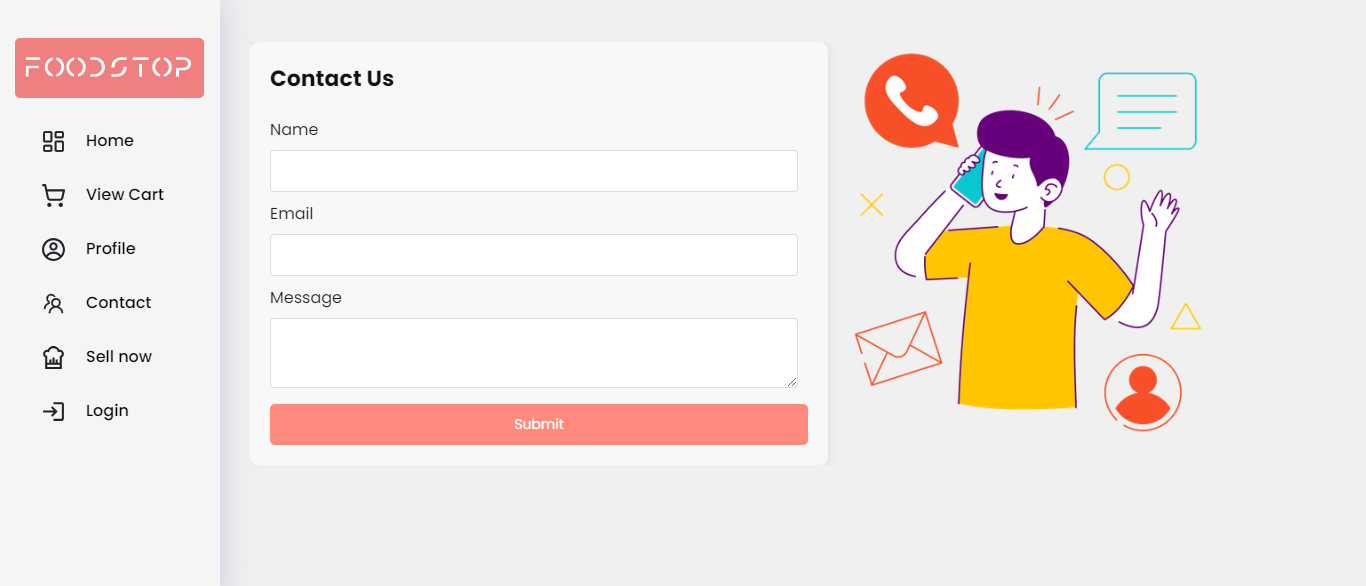 FOODSTOP
Home
View Cart
Profile
Contact
Sell now
Login
Contact Us
Name
Email
Message
Submit